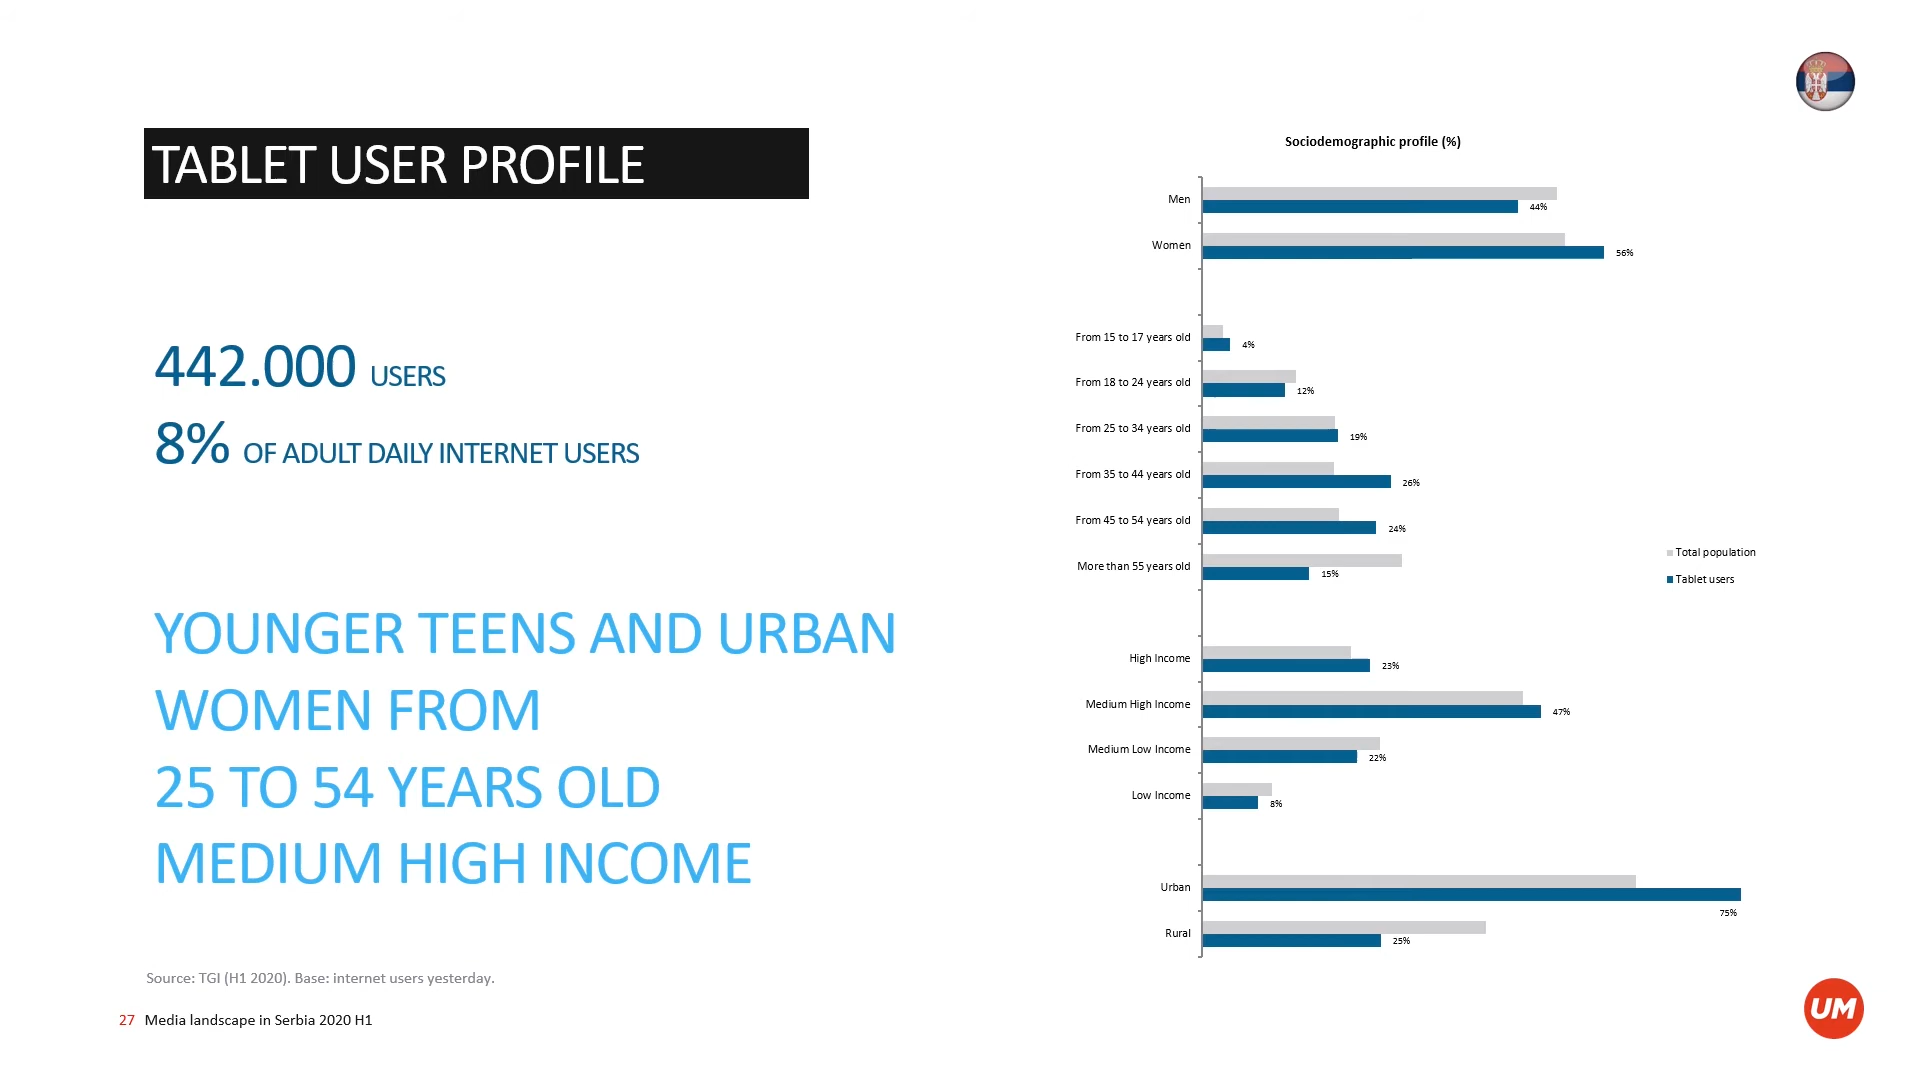 TABLET USER PROFILE
442.000 USERS
8% OF ADULT DAILY INTERNET USERS
YOUNGER TEENS AND URBAN
WOMEN FROM
25 TO 54 YEARS OLD
MEDIUM HIGH INCOME
Source: TGI (H1 2020). Base: internet users yesterday.
27 Media landscape in Serbia 2020 H1
Sociodemographic profile (%)
Men 44%
Women 56%
From 15 to 17 years old 4%
From 18 to 24 years old 12%
From 25 to 34 years old 19%
From 35 to 44 years old 26%
From 45 to 54 years old 24%
More than 55 years old 15%
High Income 23%
Medium High Income 47%
Medium Low Income 22%
Low Income 8%
Urban 75%
Rural 25%
Total population
Tablet users
UM